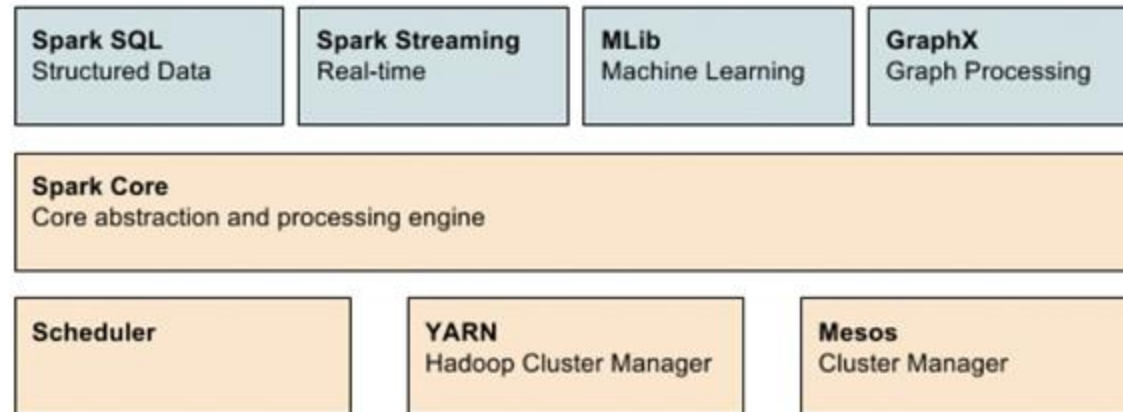 Spark SQL
Structured Data
Spark Streaming
Real-time
MLib
Machine Learning
GraphX
Graph Processing
Spark Core
Core abstraction and processing engine
Scheduler
YARN
Hadoop Cluster Manager
Mesos
Cluster Manager